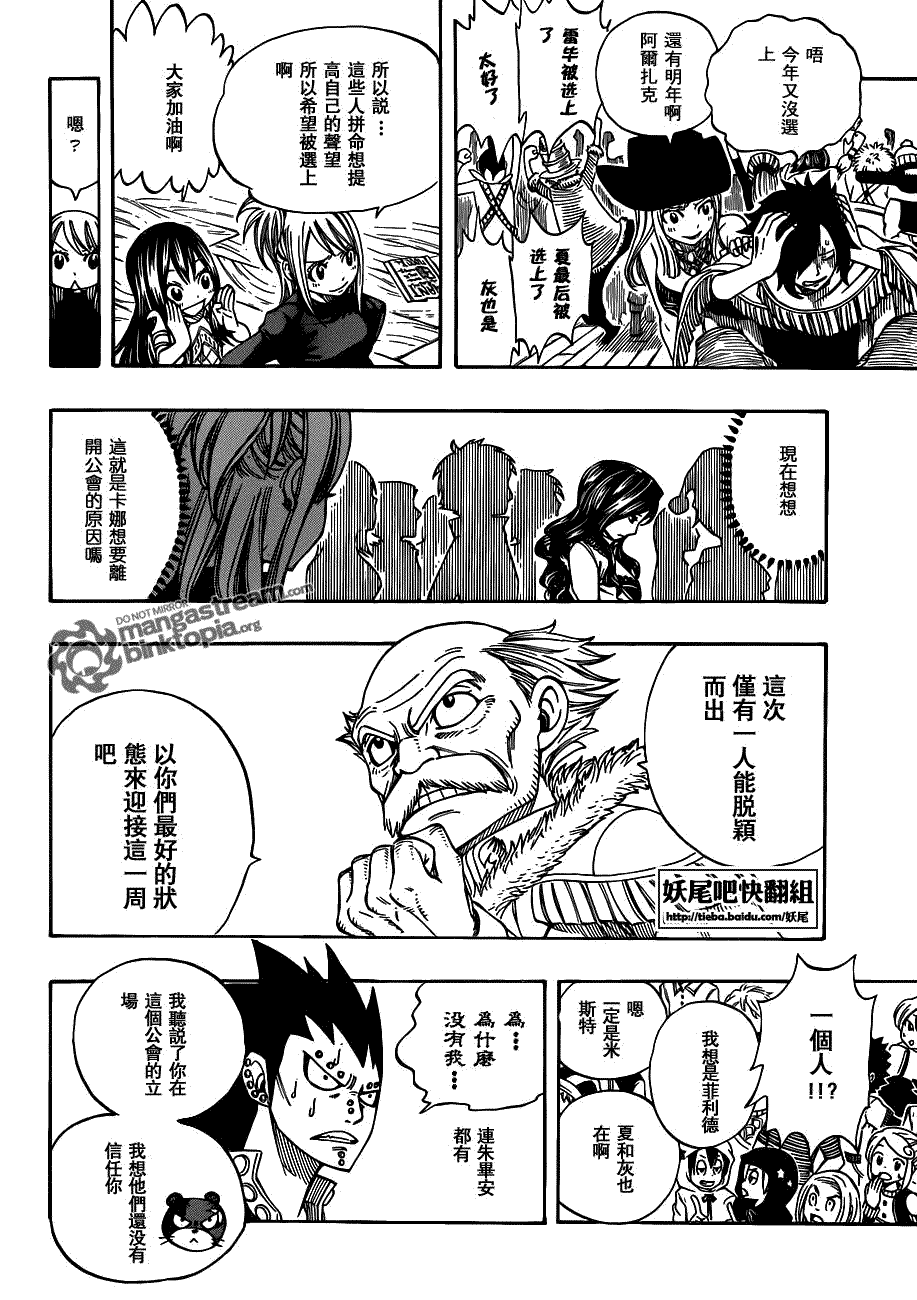 唔
今年又沒選
上
還有明年啊
阿爾扎克
雷毕被选上
了
太好了
夏最后被
选上了
灰也是
所以說…
這些人拼命想提
高自己的聲望
所以希望被選上
啊
大家加油啊
嗯?
現在想想
這就是卡娜想要離
開公會的原因嗎
DO NOT MIRROR
mangastream.com
binktopia.org
這次
僅有一人能脫穎
而出
以你們最好的狀
態來迎接這一周
吧
妖尾吧快翻組
http://tieba.baidu.com/妖尾
一個人
!!?
我想是菲利德
嗯
一定是米
斯特
夏和灰也
在啊
為…
為什麼
没有我…
連朱畢安
都有
我聽説了你在
這個公會的立
場
我想他們還没有
信任你